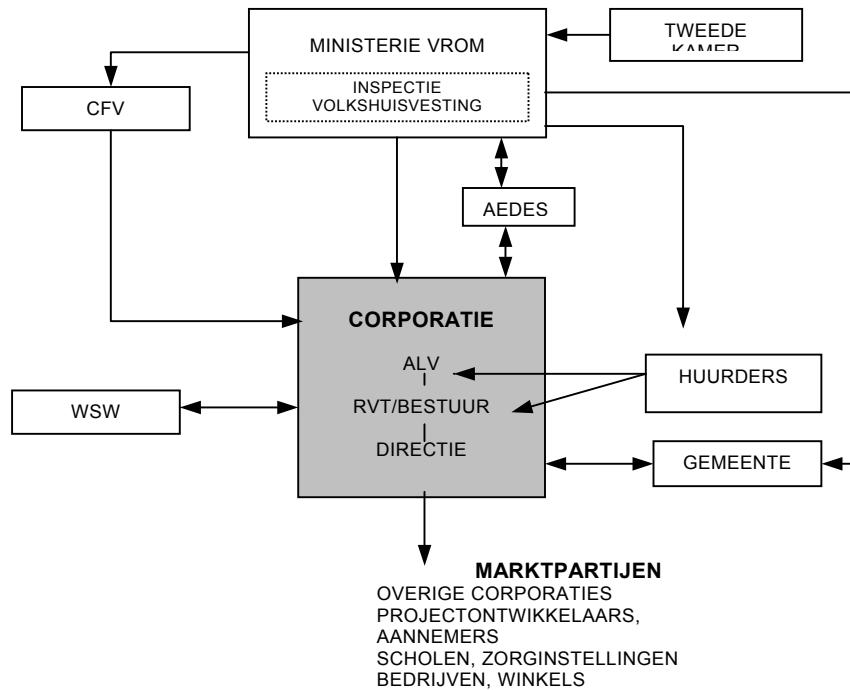 MINISTERIE VROM
TWEEDE
KAMER
INSPECTIE
VOLKSHUISVESTING
CFV
AEDES
CORPORATIE
ALV
HUURDERS
WSW
RVT/BESTUUR
DIRECTIE
GEMEENTE
MARKTPARTIJEN
OVERIGE CORPORATIES
PROJECTONTWIKKELAARS,
AANNEMERS
SCHOLEN, ZORGINSTELLINGEN
BEDRIJVEN, WINKELS